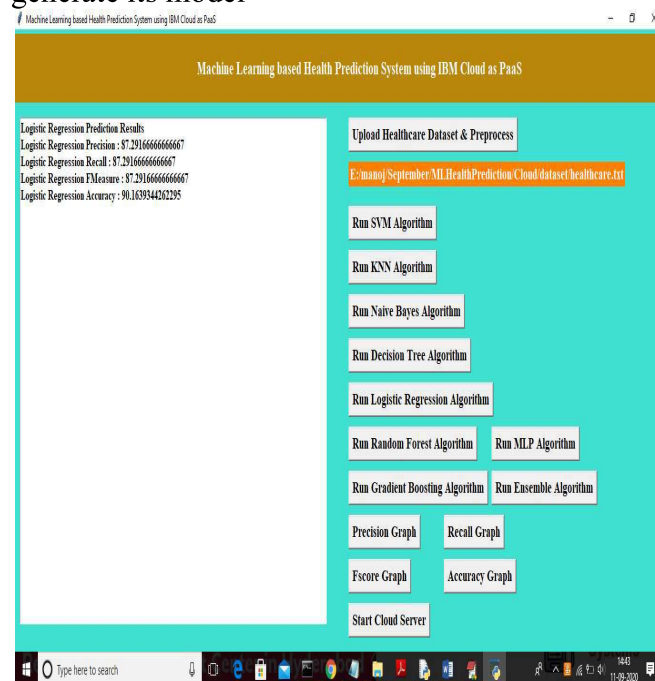 generate its model
Machine Learning based Health Prediction System using IBM Cloud as PaaS
Machine Learning based Health Prediction System using IBM Cloud as PaaS
Logistic Regression Prediction Results
Logistic Regression Precision : 87.29166666666667
Logistic Regression Recall : 87.29166666666667
Logistic Regression FMeasure : 87.29166666666667
Logistic Regression Accuracy : 90.1639344262295
Upload Healthcare Dataset & Preprocess
E:/manoj/September/MLHealthPrediction/Cloud/dataset/healthcare.txt
Run SVM Algorithm
Run KNN Algorithm
Run Naive Bayes Algorithm
Run Decision Tree Algorithm
Run Logistic Regression Algorithm
Run Random Forest Algorithm Run MLP Algorithm
Run Gradient Boosting Algorithm Run Ensemble Algorithm
Precision Graph Recall Graph
Fscore Graph Accuracy Graph
Start Cloud Server
Type here to search
14:43
11-09-2020